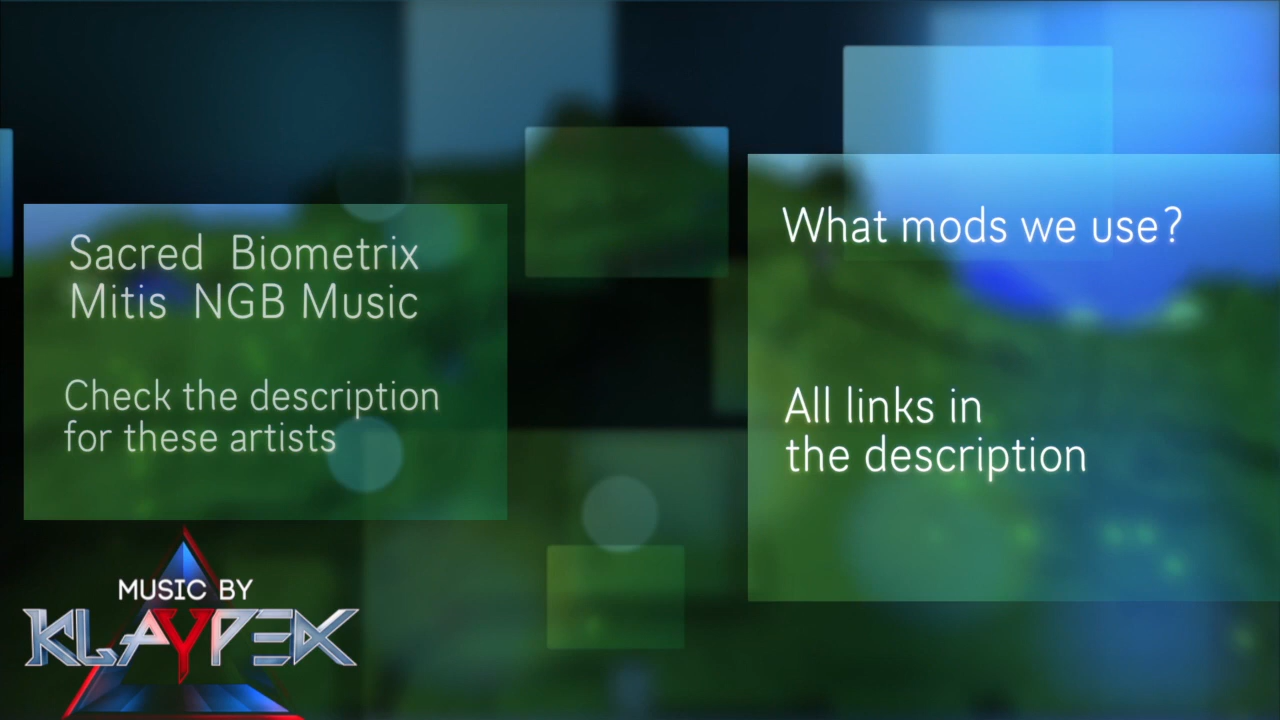 Sacred Biometrix
Mitis NGB Music
Check the description
for these artists
MUSIC BY
KLAYPEX
What mods we use?
All links in
the description